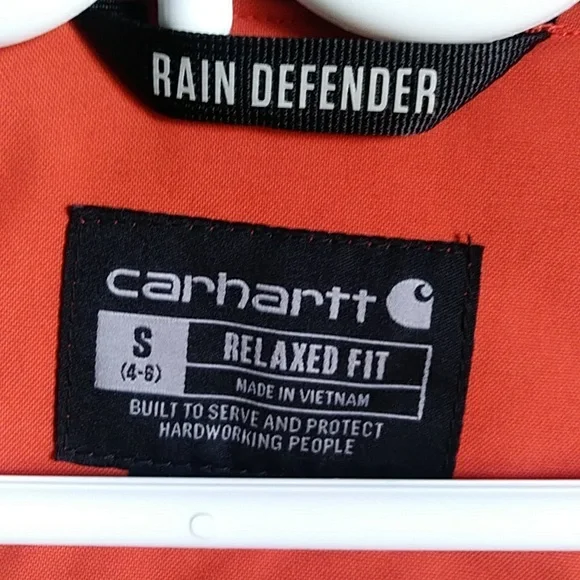 RAIN DEFENDER
carhartt
S
(4-6)
RELAXED FIT
MADE IN VIETNAM
BUILT TO SERVE AND PROTECT
HARDWORKING PEOPLE